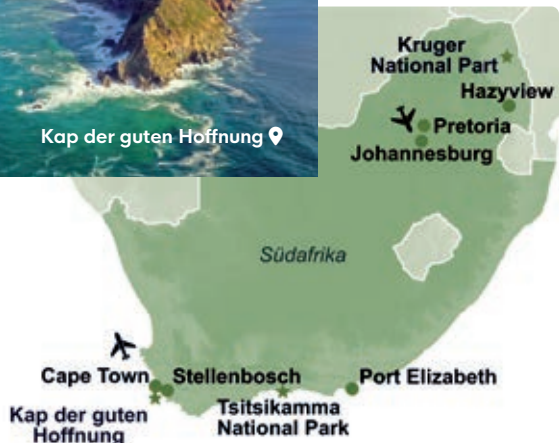 Kap der guten Hoffnung
Kruger
National Part
Hazyview
Pretoria
Johannesburg
Südafrika
Cape Town
Stellenbosch
Port Elizabeth
Kap der guten
Hoffnung
Tsitsikamma
National Park